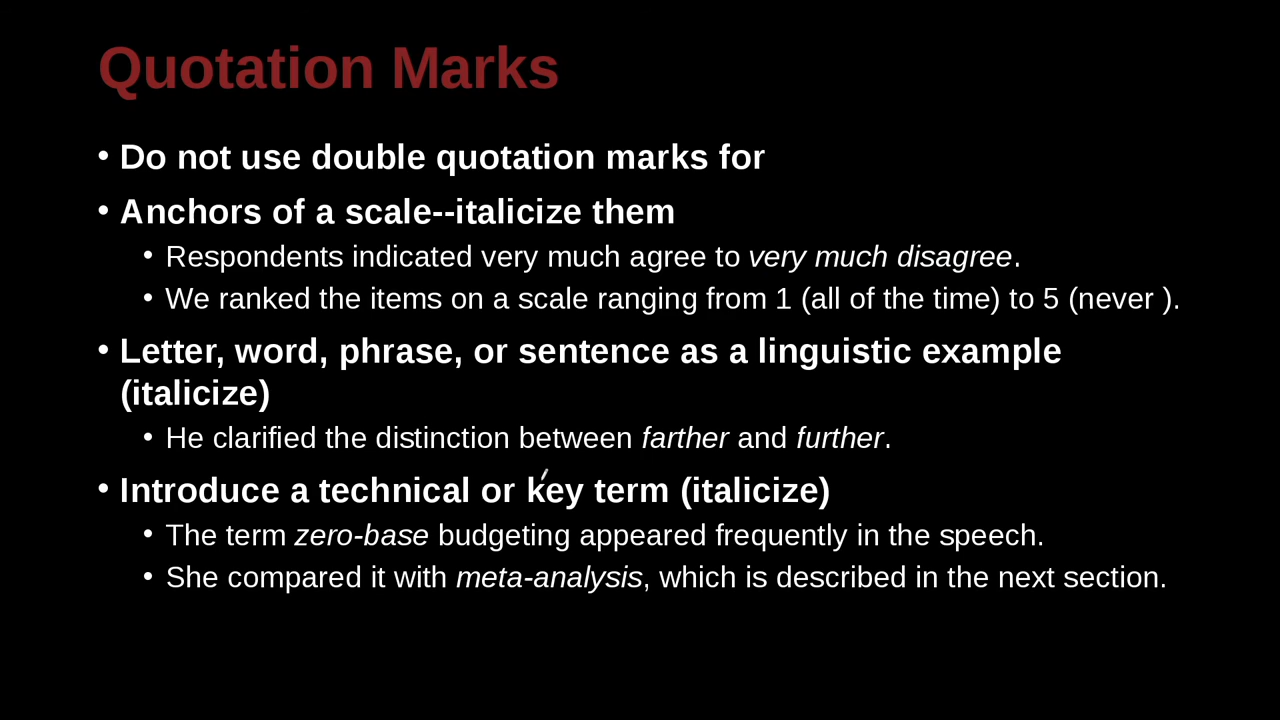 Quotation Marks
• Do not use double quotation marks for
• Anchors of a scale--italicize them
• Respondents indicated very much agree to very much disagree.
• We ranked the items on a scale ranging from 1 (all of the time) to 5 (never ).
• Letter, word, phrase, or sentence as a linguistic example
(italicize)
• He clarified the distinction between farther and further.
• Introduce a technical or key term (italicize)
• The term zero-base budgeting appeared frequently in the speech.
• She compared it with meta-analysis, which is described in the next section.